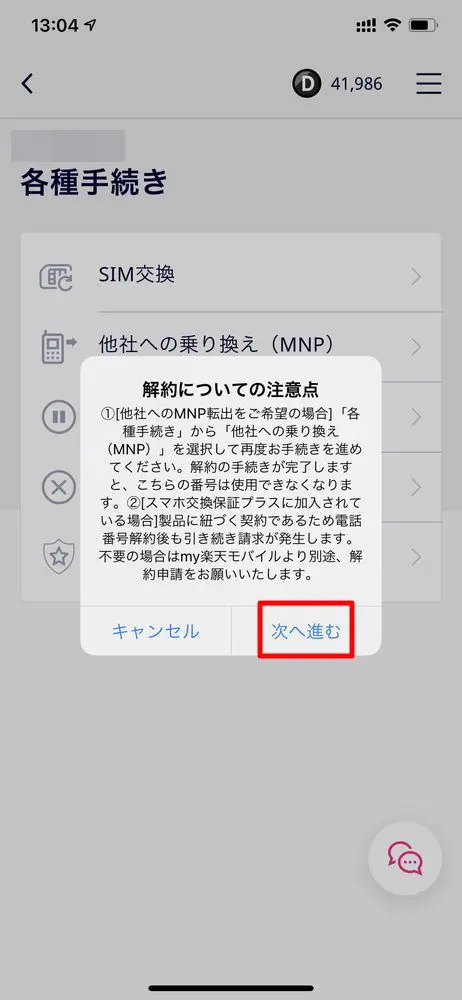 13:04
D 41,986
各種手続き
SIM交換
他社への乗り換え（MNP）
解約についての注意点
①[他社へのMNP転出をご希望の場合]「各
種手続き」から「他社への乗り換え
（MNP）」を選択して再度お手続きを進め
てください。解約の手続きが完了します
と、こちらの番号は使用できなくなりま
す。②[スマホ交換保証プラスに加入されて
いる場合]製品に紐づく契約であるため電話
番号解約後も引き続き請求が発生します。
不要の場合はmy楽天モバイルより別途、解
約申請をお願いいたします。
キャンセル
次へ進む